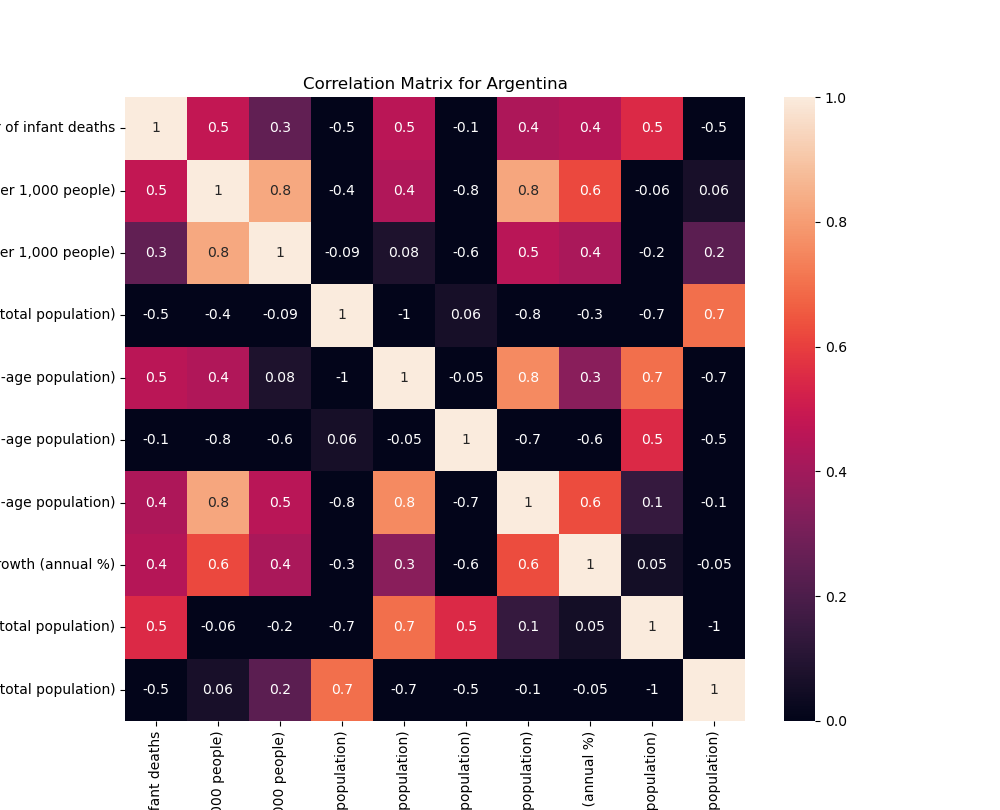 Correlation Matrix for Argentina
of infant deaths 1 0.5 0.3 -0.5 0.5 -0.1 0.4 0.4 0.5 -0.5
er 1,000 people) 0.5 1 0.8 -0.4 0.4 -0.8 0.8 0.6 -0.06 0.06
er 1,000 people) 0.3 0.8 1 -0.09 0.08 -0.6 0.5 0.4 -0.2 0.2
total population) -0.5 -0.4 -0.09 1 -1 0.06 -0.8 -0.3 -0.7 0.7
-age population) 0.5 0.4 0.08 -1 1 -0.05 0.8 0.3 0.7 -0.7
-age population) -0.1 -0.8 -0.6 0.06 -0.05 1 -0.7 -0.6 0.5 -0.5
-age population) 0.4 0.8 0.5 -0.8 0.8 -0.7 1 0.6 0.1 -0.1
rowth (annual %) 0.4 0.6 0.4 -0.3 0.3 -0.6 0.6 1 0.05 -0.05
total population) 0.5 -0.06 -0.2 -0.7 0.7 0.5 0.1 0.05 1 -1
total population) -0.5 0.06 0.2 0.7 -0.7 -0.5 -0.1 -0.05 -1 1
fant deaths
000 people)
000 people)
population)
population)
population)
population)
(annual %)
population)
population)
1.0
0.8
0.6
0.4
0.2
0.0